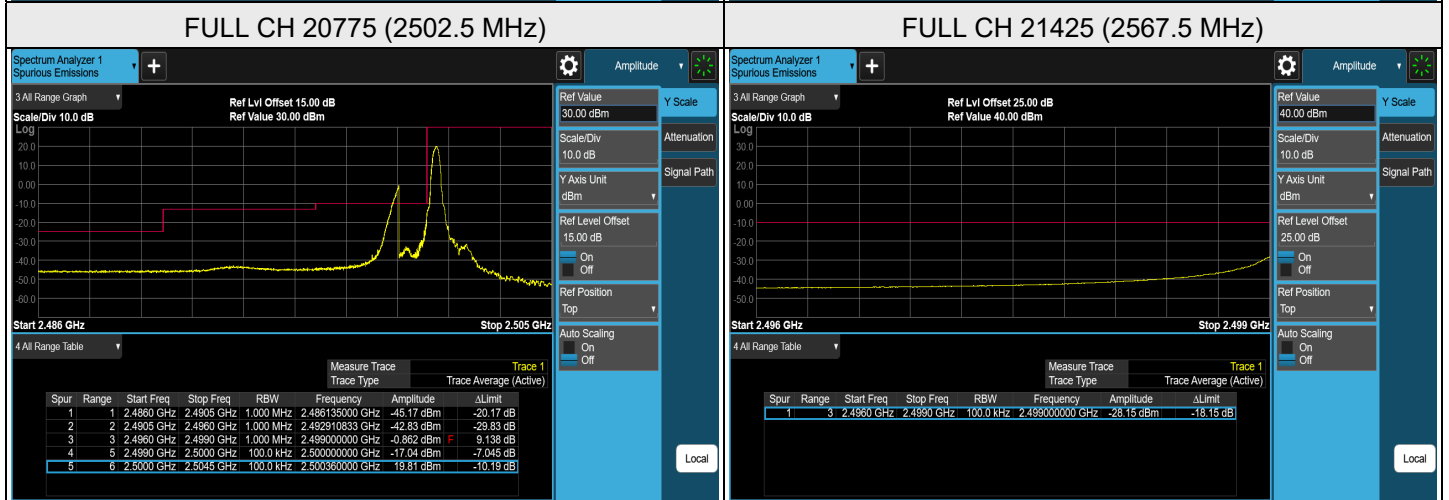 FULL CH 20775 (2502.5 MHz)
Spectrum Analyzer 1
Spurious Emissions
+
Amplitude
3 All Range Graph
Ref Lvl Offset 15.00 dB
Scale/Div 10.0 dB
Ref Value 30.00 dBm
Log
20.0
10.0
0.00
-10.0
-20.0
-30.0
-40.0
-50.0
-60.0
Start 2.486 GHz
Stop 2.505 GHz
4 All Range Table
Measure Trace Trace 1
Trace Type Trace Average (Active)
Spur Range Start Freq Stop Freq RBW Frequency Amplitude ΔLimit
1 1 2.4860 GHz 2.4905 GHz 1.000 MHz 2.486135000 GHz -45.17 dBm -20.17 dB
2 2 2.4905 GHz 2.4960 GHz 1.000 MHz 2.492910833 GHz -42.83 dBm -29.83 dB
3 3 2.4960 GHz 2.4990 GHz 1.000 MHz 2.499000000 GHz -0.862 dBm F 9.138 dB
4 5 2.4990 GHz 2.5000 GHz 100.0 kHz 2.500000000 GHz -17.04 dBm -7.045 dB
5 6 2.5000 GHz 2.5045 GHz 100.0 kHz 2.500360000 GHz 19.81 dBm -10.19 dB
Ref Value
30.00 dBm
Scale/Div
10.0 dB
Y Axis Unit
dBm
Ref Level Offset
15.00 dB
On
Off
Ref Position
Top
Auto Scaling
On
Off
Y Scale
Attenuation
Signal Path
Local
FULL CH 21425 (2567.5 MHz)
Spectrum Analyzer 1
Spurious Emissions
+
Amplitude
3 All Range Graph
Ref Lvl Offset 25.00 dB
Scale/Div 10.0 dB
Ref Value 40.00 dBm
Log
30.0
20.0
10.0
0.00
-10.0
-20.0
-30.0
-40.0
-50.0
Start 2.496 GHz
Stop 2.499 GHz
4 All Range Table
Measure Trace Trace 1
Trace Type Trace Average (Active)
Spur Range Start Freq Stop Freq RBW Frequency Amplitude ΔLimit
1 3 2.4960 GHz 2.4990 GHz 100.0 kHz 2.499000000 GHz -28.15 dBm -18.15 dB
Ref Value
40.00 dBm
Scale/Div
10.0 dB
Y Axis Unit
dBm
Ref Level Offset
25.00 dB
On
Off
Ref Position
Top
Auto Scaling
On
Off
Y Scale
Attenuation
Signal Path
Local